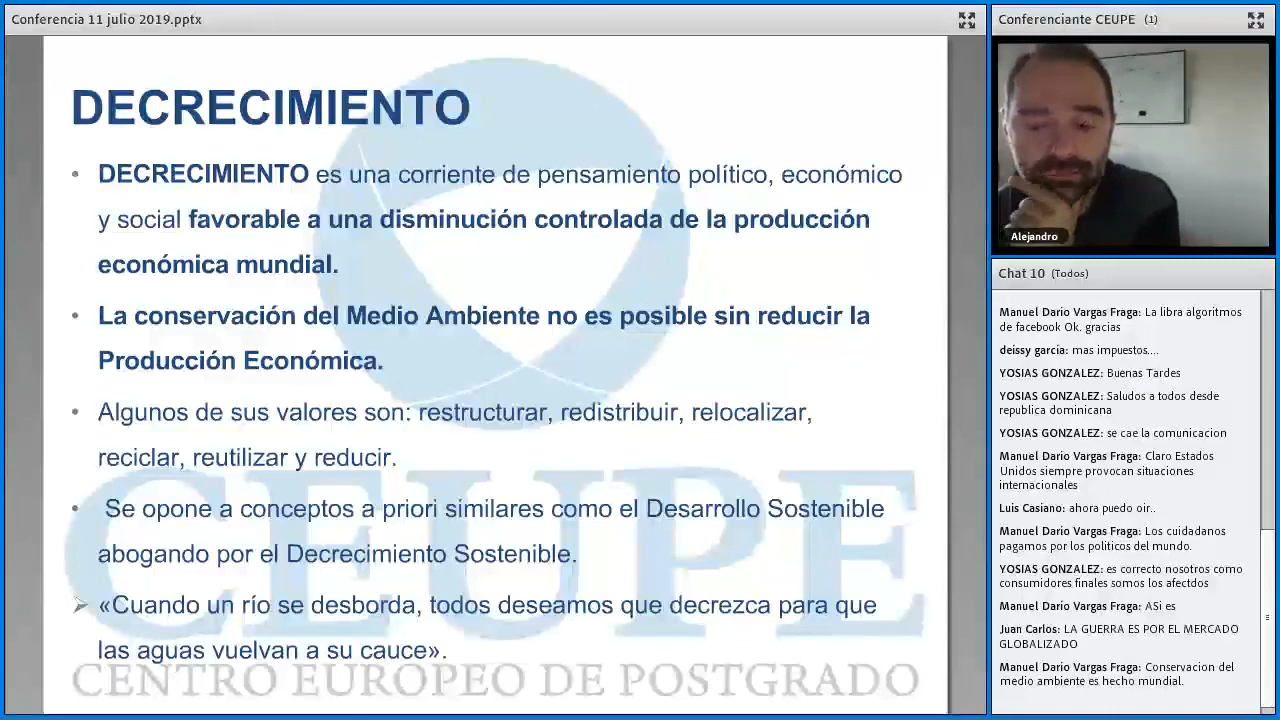 Conferencia 11 julio 2019.pptx
DECRECIMIENTO
• DECRECIMIENTO es una corriente de pensamiento político, económico
y social favorable a una disminución controlada de la producción
económica mundial.
• La conservación del Medio Ambiente no es posible sin reducir la
Producción Económica.
• Algunos de sus valores son: restructurar, redistribuir, relocalizar,
reciclar, reutilizar y reducir.
• Se opone a conceptos a priori similares como el Desarrollo Sostenible
abogando por el Decrecimiento Sostenible.
➢ «Cuando un río se desborda, todos deseamos que decrezca para que
las aguas vuelvan a su cauce».
CEUPE
CENTRO EUROPEO DE POSTGRADO
Conferenciante CEUPE (1)
Alejandro
Chat 10 (Todos)
Manuel Dario Vargas Fraga: La libra algoritmos
de facebook Ok. gracias
deissy garcia: mas impuestos....
YOSIAS GONZALEZ: Buenas Tardes
YOSIAS GONZALEZ: Saludos a todos desde
republica dominicana
YOSIAS GONZALEZ: se cae la comunicacion
Manuel Dario Vargas Fraga: Claro Estados
Unidos siempre provocan situaciones
internacionales
Luis Casiano: ahora puedo oir..
Manuel Dario Vargas Fraga: Los cuidadanos
pagamos por los politicos del mundo.
YOSIAS GONZALEZ: es correcto nosotros como
consumidores finales somos los afectdos
Manuel Dario Vargas Fraga: ASi es
Juan Carlos: LA GUERRA ES POR EL MERCADO
GLOBALIZADO
Manuel Dario Vargas Fraga: Conservacion del
medio ambiente es hecho mundial.